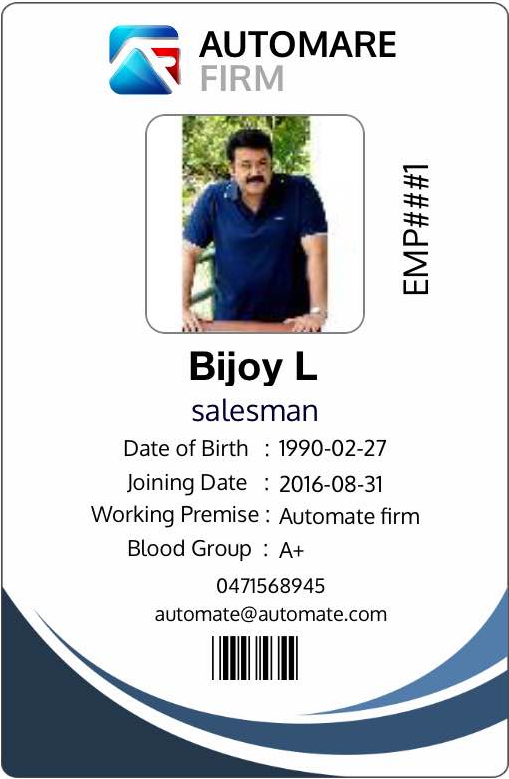 AUTOMARE
FIRM
EMP###1
Bijoy L
salesman
Date of Birth : 1990-02-27
Joining Date : 2016-08-31
Working Premise : Automate firm
Blood Group : A+
0471568945
automate@automate.com